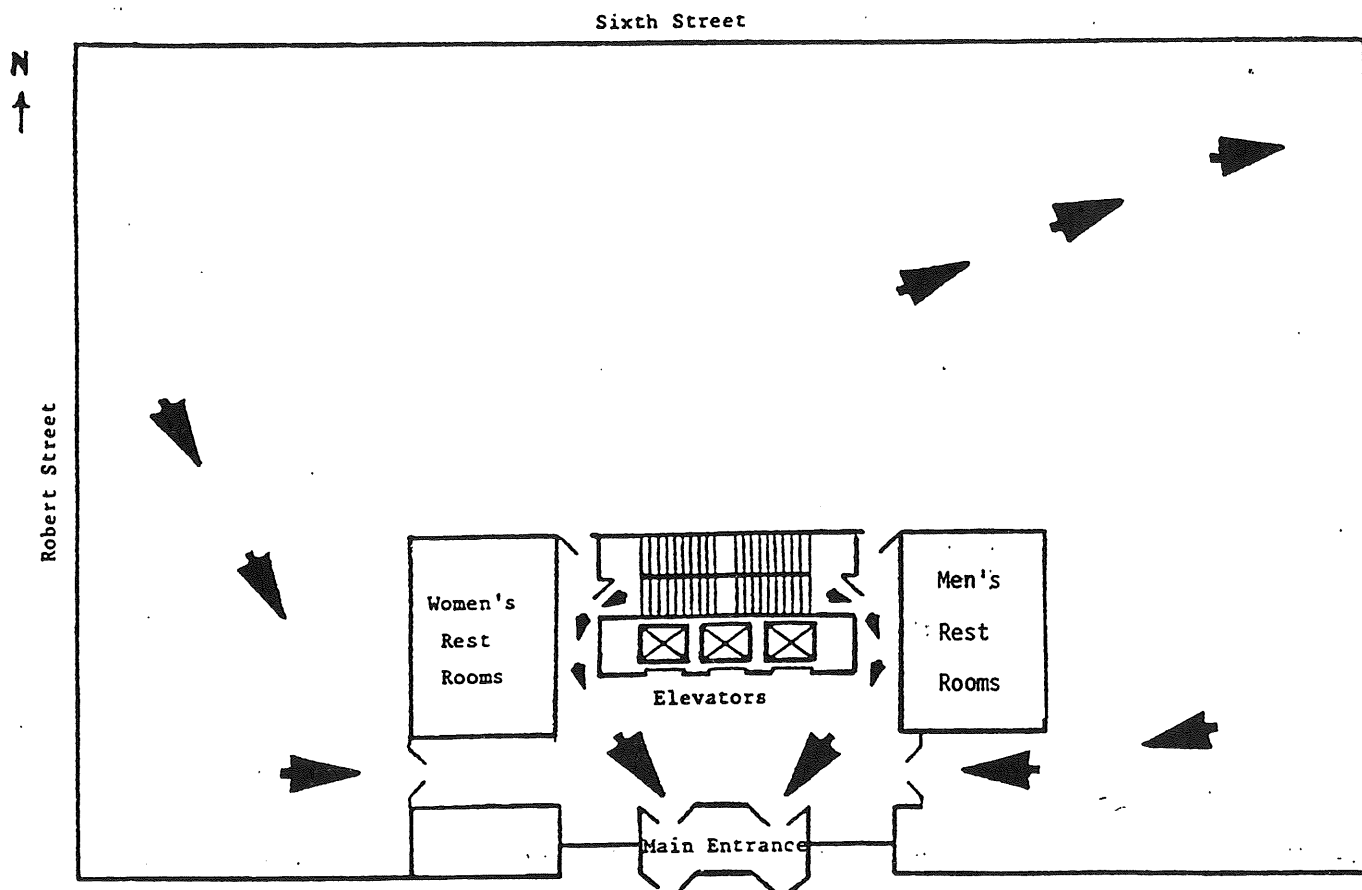 Sixth Street
N
Robert Street
Women's
Rest
Rooms
Men's
Rest
Rooms
Elevators
Main Entrance